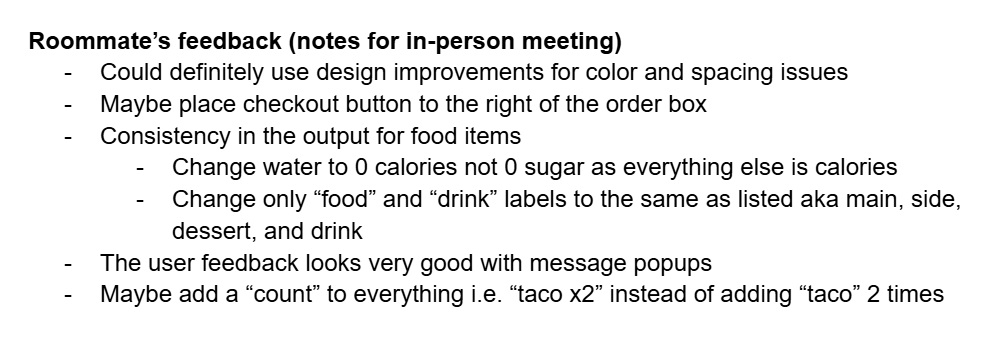 Roommate’s feedback (notes for in-person meeting)
- Could definitely use design improvements for color and spacing issues
- Maybe place checkout button to the right of the order box
- Consistency in the output for food items
- Change water to 0 calories not 0 sugar as everything else is calories
- Change only “food” and “drink” labels to the same as listed aka main, side,
dessert, and drink
- The user feedback looks very good with message popups
- Maybe add a “count” to everything i.e. “taco x2” instead of adding “taco” 2 times